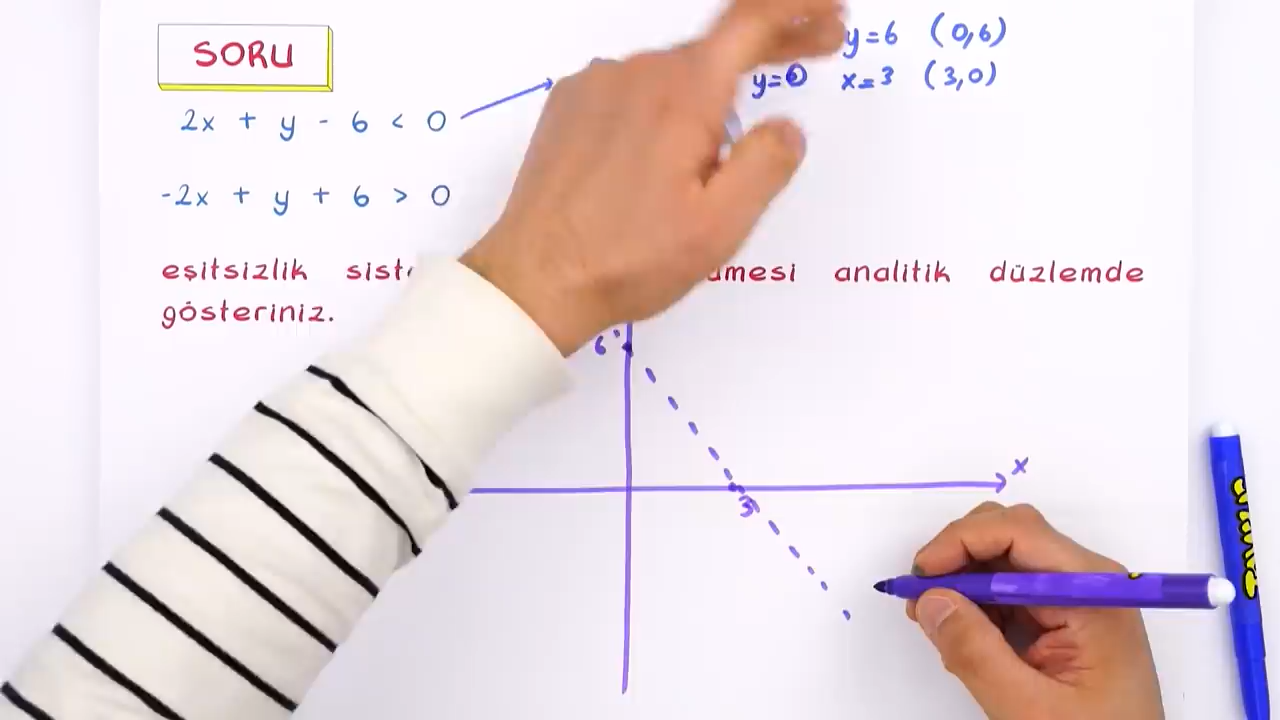 SORU
y=6 (0,6)
y=0 x=3 (3,0)
2x + y - 6 < 0
-2x + y + 6 > 0
eşitsizlik analitik düzlemde
gösteriniz.
6
x
3